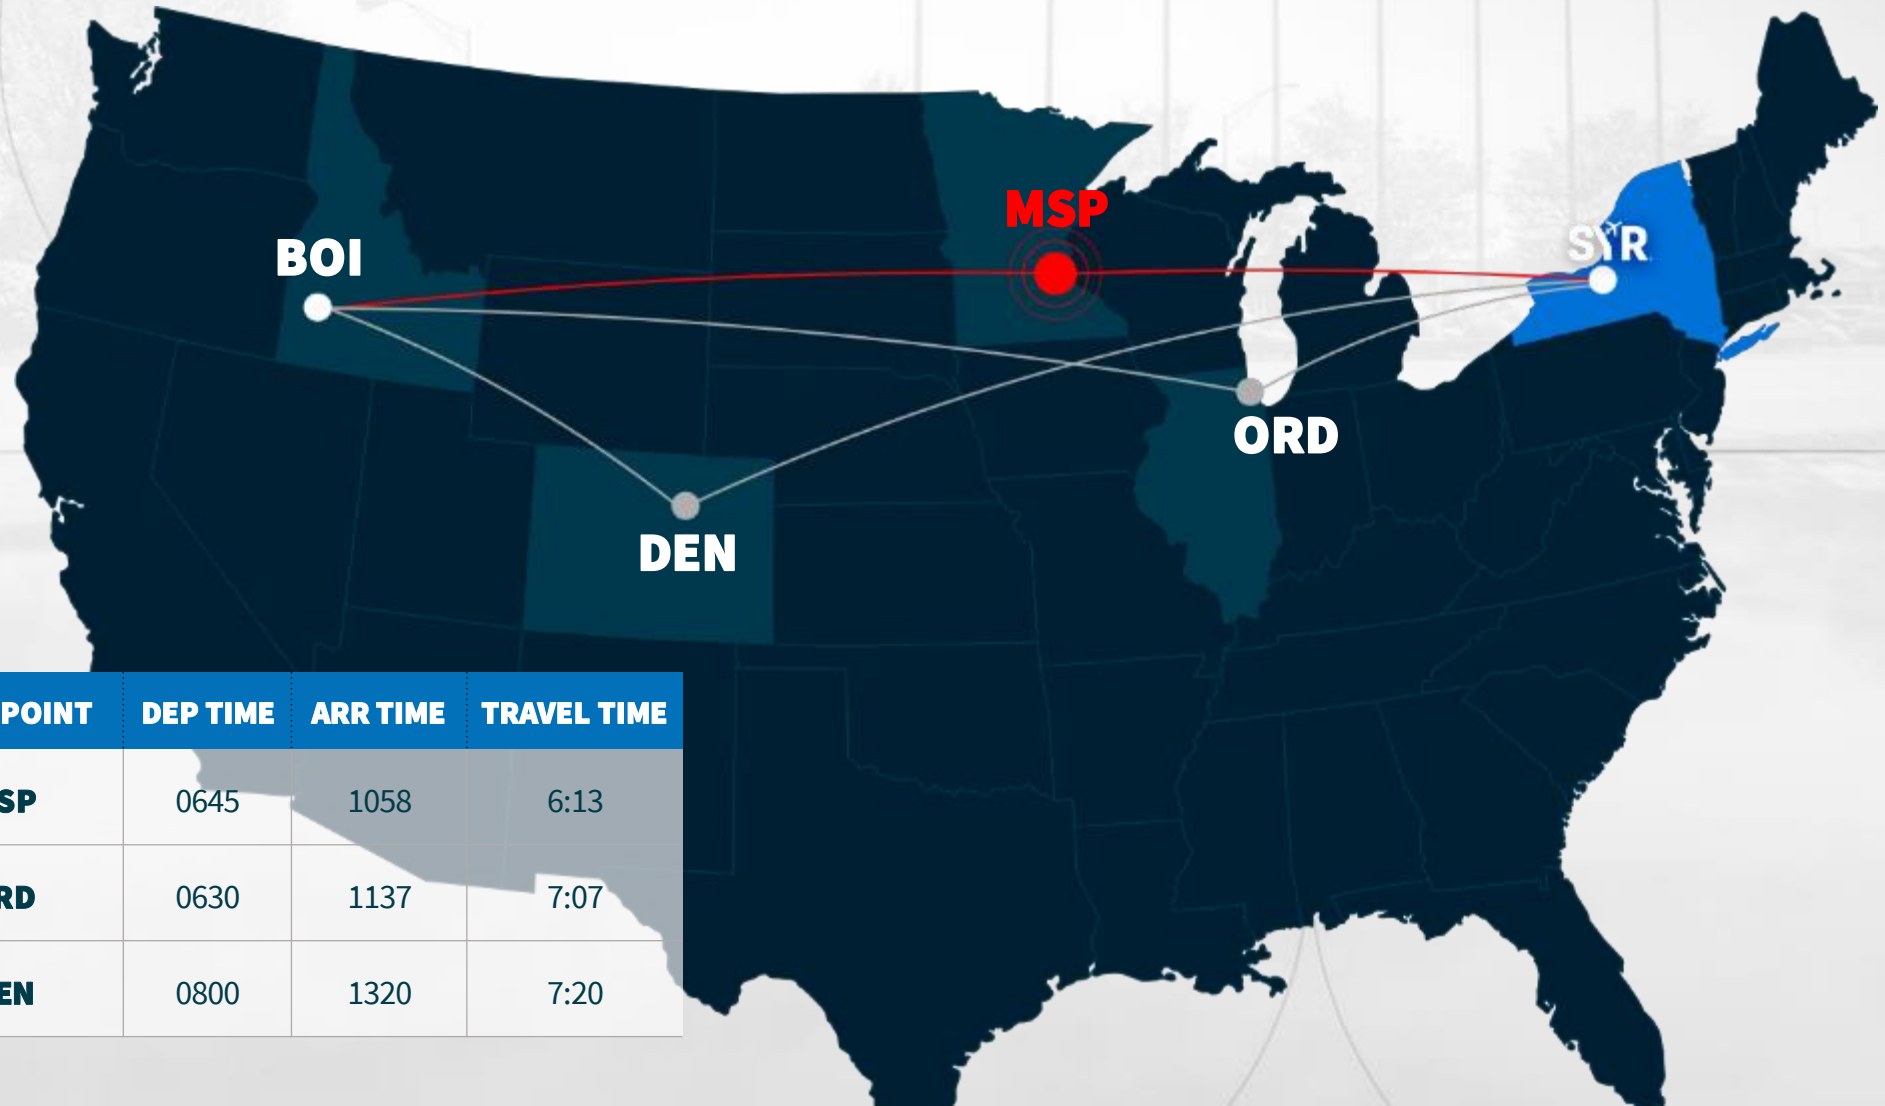 MSP
BOI
SYR
ORD
DEN
POINT DEP TIME ARR TIME TRAVEL TIME
SP 0645 1058 6:13
RD 0630 1137 7:07
EN 0800 1320 7:20